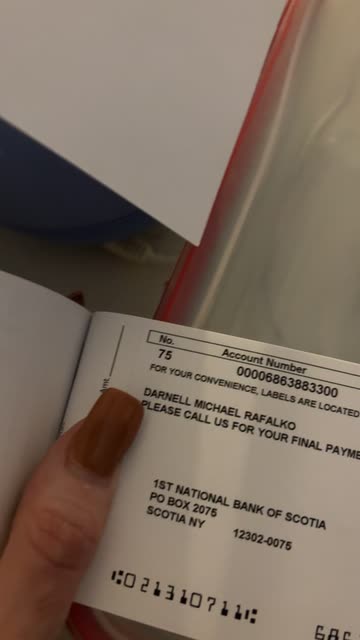 No.
Account Number
75
00006863883300
FOR YOUR CONVENIENCE, LABELS ARE LOCATED
DARNELL MICHAEL RAFALKO
PLEASE CALL US FOR YOUR FINAL
1ST NATIONAL BANK OF SCOTIA
PO BOX 2075
SCOTIA NY 12302-0075
⑆021310711⑆